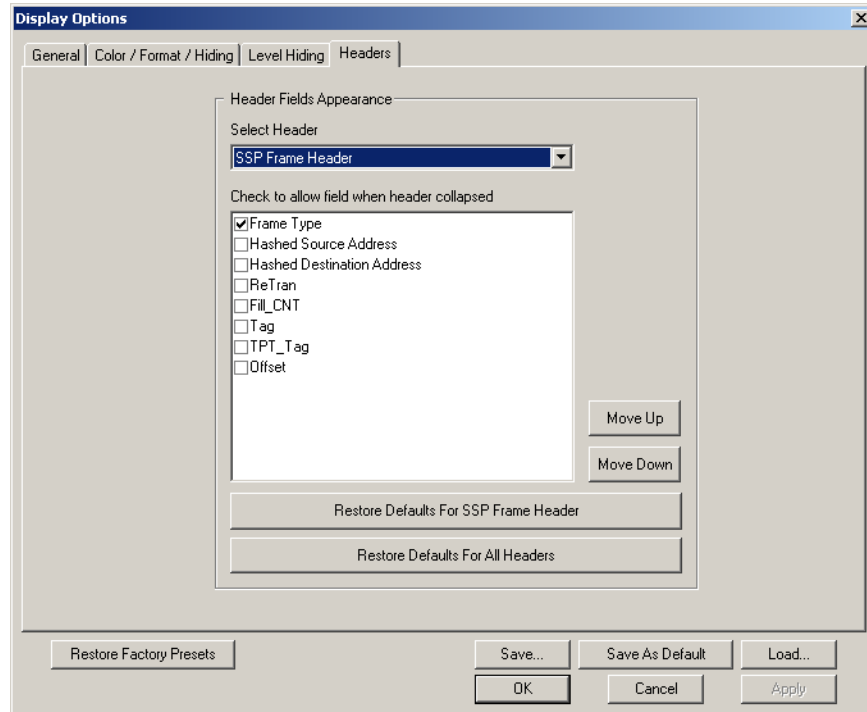 Display Options
General
Color / Format / Hiding
Level Hiding
Headers
Header Fields Appearance
Select Header
SSP Frame Header
Check to allow field when header collapsed
Frame Type
Hashed Source Address
Hashed Destination Address
ReTran
Fill_CNT
Tag
TPT_Tag
Offset
Move Up
Move Down
Restore Defaults For SSP Frame Header
Restore Defaults For All Headers
Restore Factory Presets
Save...
Save As Default
Load...
OK
Cancel
Apply